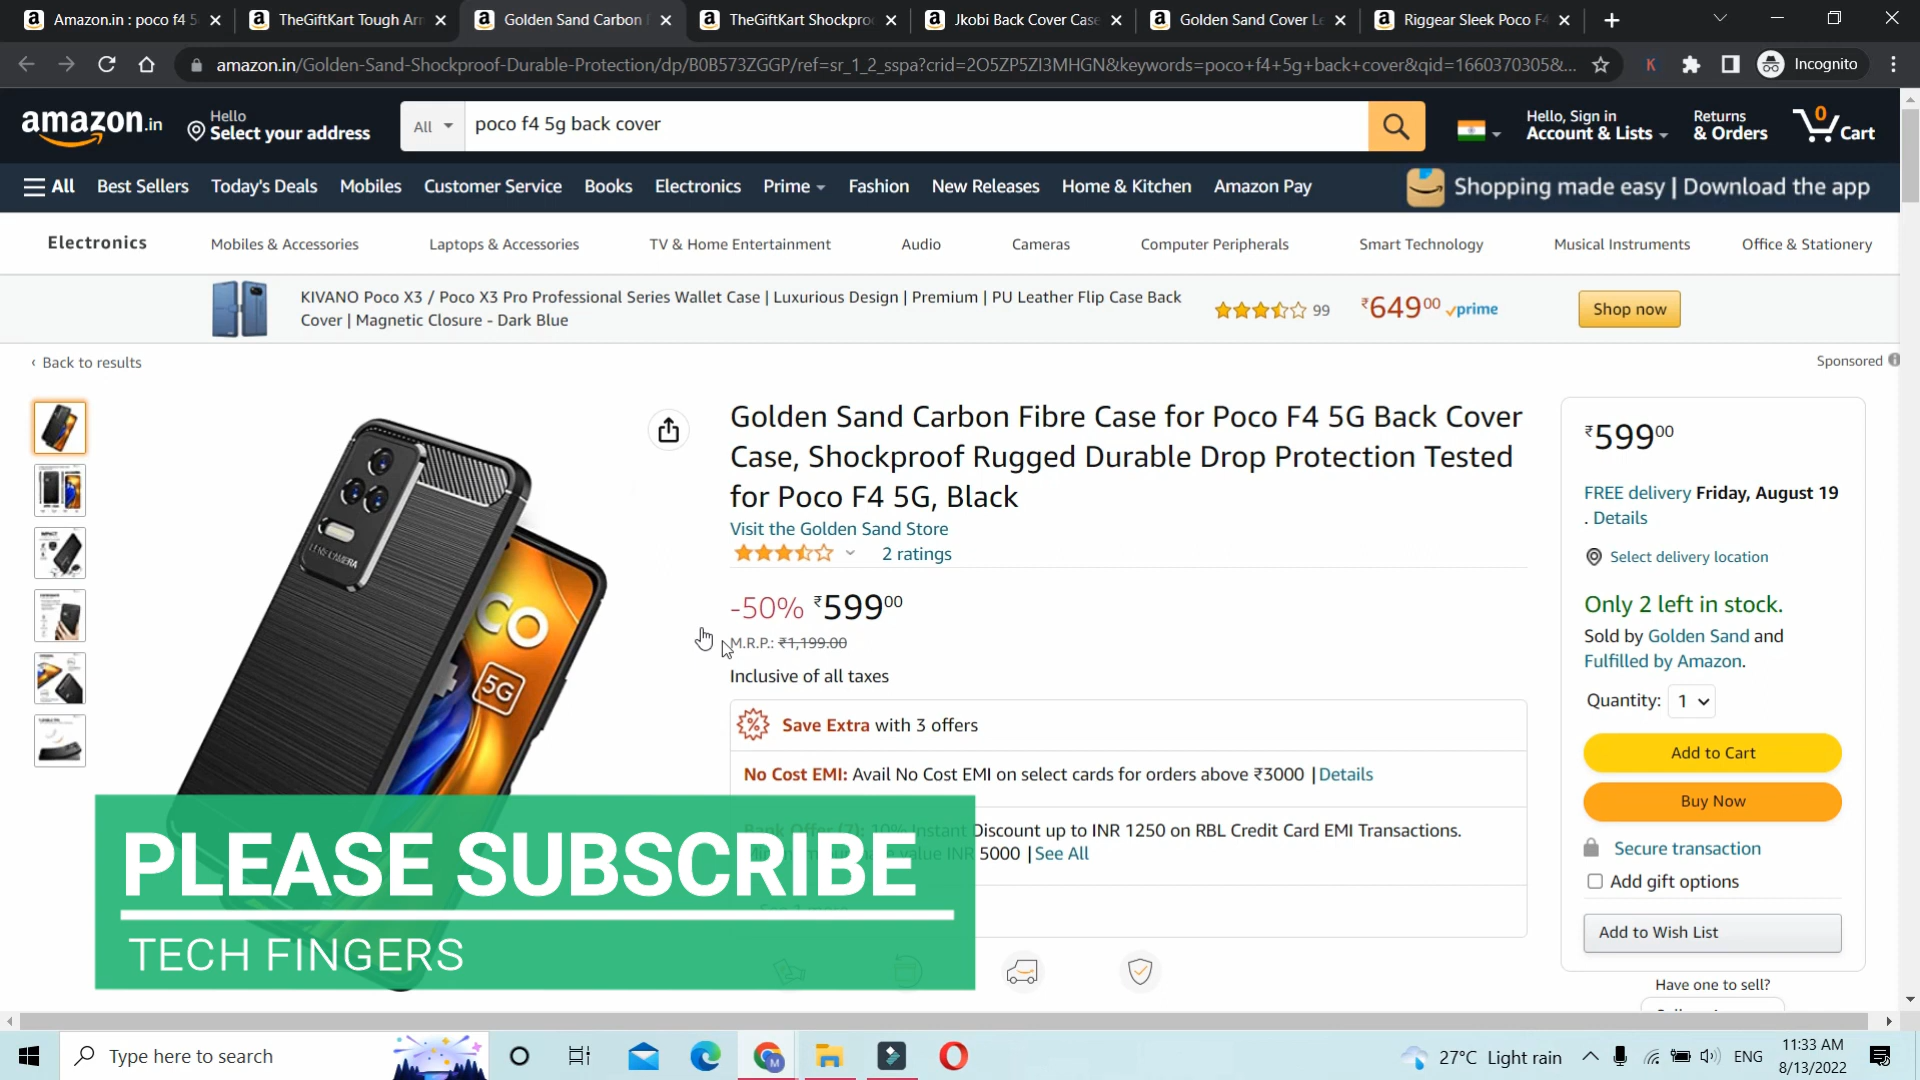 Amazon.in : poco f4 5
TheGiftKart Tough Arr
Golden Sand Carbon
TheGiftKart Shockproo
Jkobi Back Cover Case
Golden Sand Cover Le
Riggear Sleek Poco F4
amazon.in/Golden-Sand-Shockproof-Durable-Protection/dp/B0B573ZGGP/ref=sr_1_2_sspa?crid=2O5ZP5ZI3MHGN&keywords=poco+f4+5g+back+cover&qid=1660370305&...
K
Incognito
amazon.in
Hello
Select your address
All
poco f4 5g back cover
Hello, Sign in
Account & Lists
Returns
& Orders
0
Cart
All
Best Sellers
Today's Deals
Mobiles
Customer Service
Books
Electronics
Prime
Fashion
New Releases
Home & Kitchen
Amazon Pay
Shopping made easy | Download the app
Electronics
Mobiles & Accessories
Laptops & Accessories
TV & Home Entertainment
Audio
Cameras
Computer Peripherals
Smart Technology
Musical Instruments
Office & Stationery
KIVANO Poco X3 / Poco X3 Pro Professional Series Wallet Case | Luxurious Design | Premium | PU Leather Flip Case Back
Cover | Magnetic Closure - Dark Blue
99
₹649⁰⁰ prime
Shop now
‹ Back to results
Sponsored
Golden Sand Carbon Fibre Case for Poco F4 5G Back Cover
Case, Shockproof Rugged Durable Drop Protection Tested
for Poco F4 5G, Black
Visit the Golden Sand Store
2 ratings
-50% ₹599⁰⁰
M.R.P.: ₹1,199.00
Inclusive of all taxes
Save Extra with 3 offers
No Cost EMI: Avail No Cost EMI on select cards for orders above ₹3000 | Details
Bank Offer (7): 10% Instant Discount up to INR 1250 on RBL Credit Card EMI Transactions.
value INR 5000 | See All
₹599⁰⁰
FREE delivery Friday, August 19
. Details
Select delivery location
Only 2 left in stock.
Sold by Golden Sand and
Fulfilled by Amazon.
Quantity: 1
Add to Cart
Buy Now
Secure transaction
Add gift options
Add to Wish List
Have one to sell?
CO
5G
CAMERA
PLEASE SUBSCRIBE
TECH FINGERS
Type here to search
27°C Light rain
ENG
11:33 AM
8/13/2022